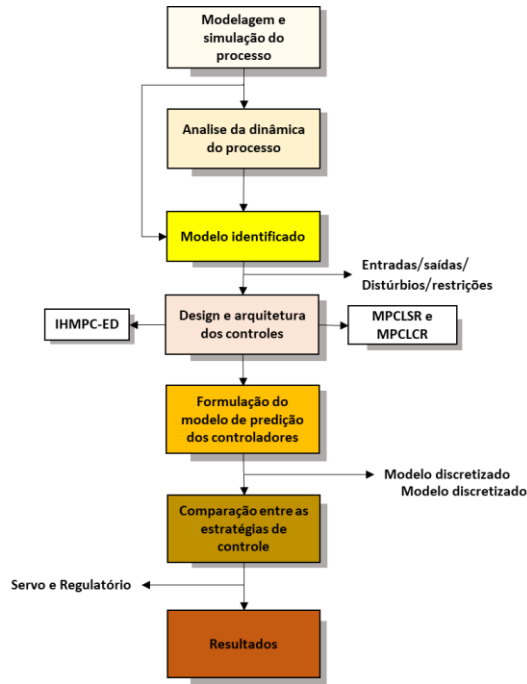 Modelagem e
simulação do
processo
Analise da dinâmica
do processo
Modelo identificado
Entradas/saídas/
Distúrbios/restrições
IHMPC-ED
Design e arquitetura
dos controles
MPCLSR e
MPCLCR
Formulação do
modelo de predição
dos controladores
Modelo discretizado
Modelo discretizado
Comparação entre as
estratégias de
controle
Servo e Regulatório
Resultados